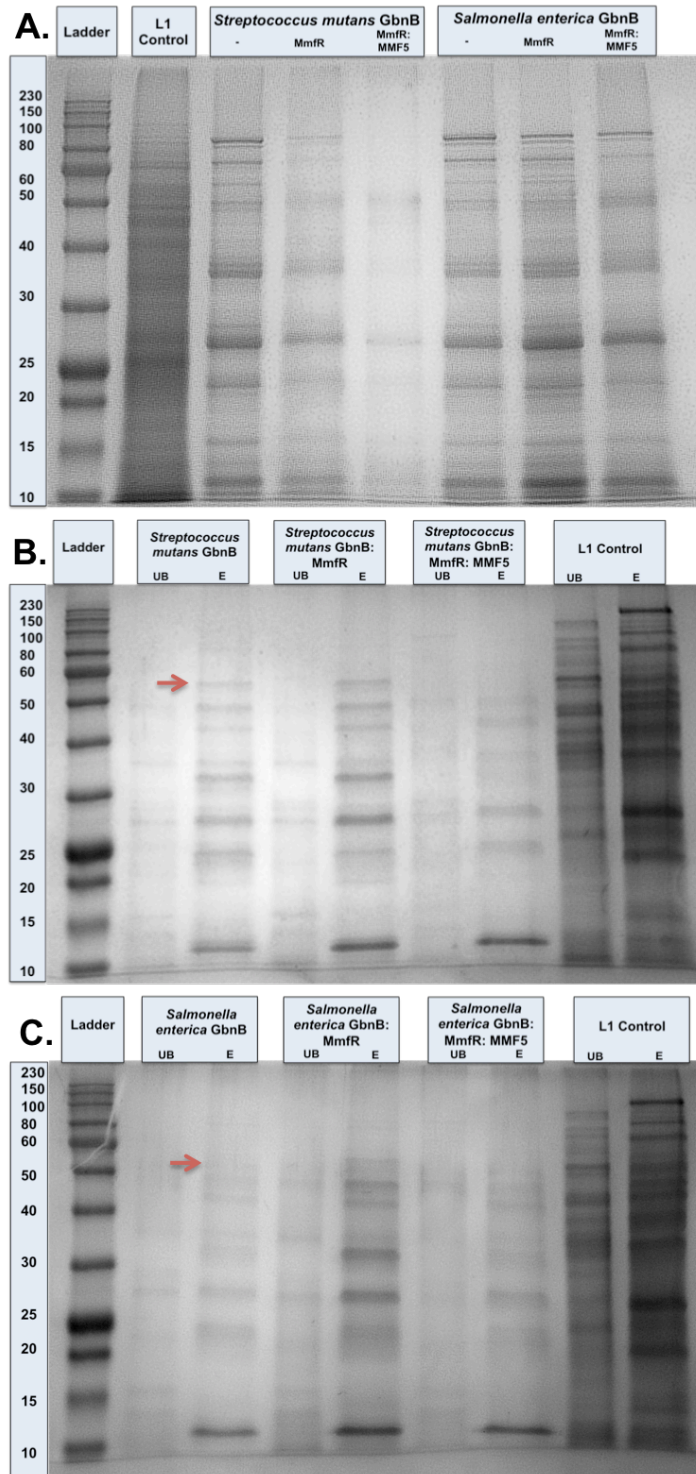 A.
Ladder
L1
Control
Streptococcus mutans GbnB
- MmfR MmfR:
MMF5
Salmonella enterica GbnB
- MmfR MmfR:
MMF5
230
150
100
80
60
50
40
30
25
20
15
10
B.
Ladder
Streptococcus
mutans GbnB
UB E
Streptococcus
mutans GbnB:
MmfR
UB E
Streptococcus
mutans GbnB:
MmfR: MMF5
UB E
L1 Control
UB E
230
150
100
80
60
50
40
30
25
20
15
10
C.
Ladder
Salmonella
enterica GbnB
UB E
Salmonella
enterica GbnB:
MmfR
UB E
Salmonella
enterica GbnB:
MmfR: MMF5
UB E
L1 Control
UB E
230
150
100
80
60
50
40
30
25
20
15
10